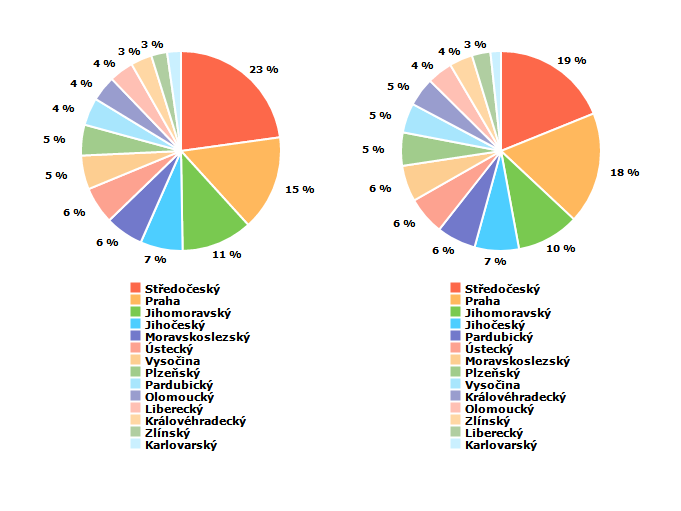 3 %
3 %
4 %
4 %
4 %
5 %
5 %
6 %
6 %
7 %
11 %
15 %
23 %
Středočeský
Praha
Jihomoravský
Jihočeský
Moravskoslezský
Ústecký
Vysočina
Plzeňský
Pardubický
Olomoucký
Liberecký
Královéhradecký
Zlínský
Karlovarský
3 %
4 %
4 %
5 %
5 %
5 %
6 %
6 %
6 %
7 %
10 %
18 %
19 %
Středočeský
Praha
Jihomoravský
Jihočeský
Pardubický
Ústecký
Moravskoslezský
Plzeňský
Vysočina
Královéhradecký
Olomoucký
Zlínský
Liberecký
Karlovarský